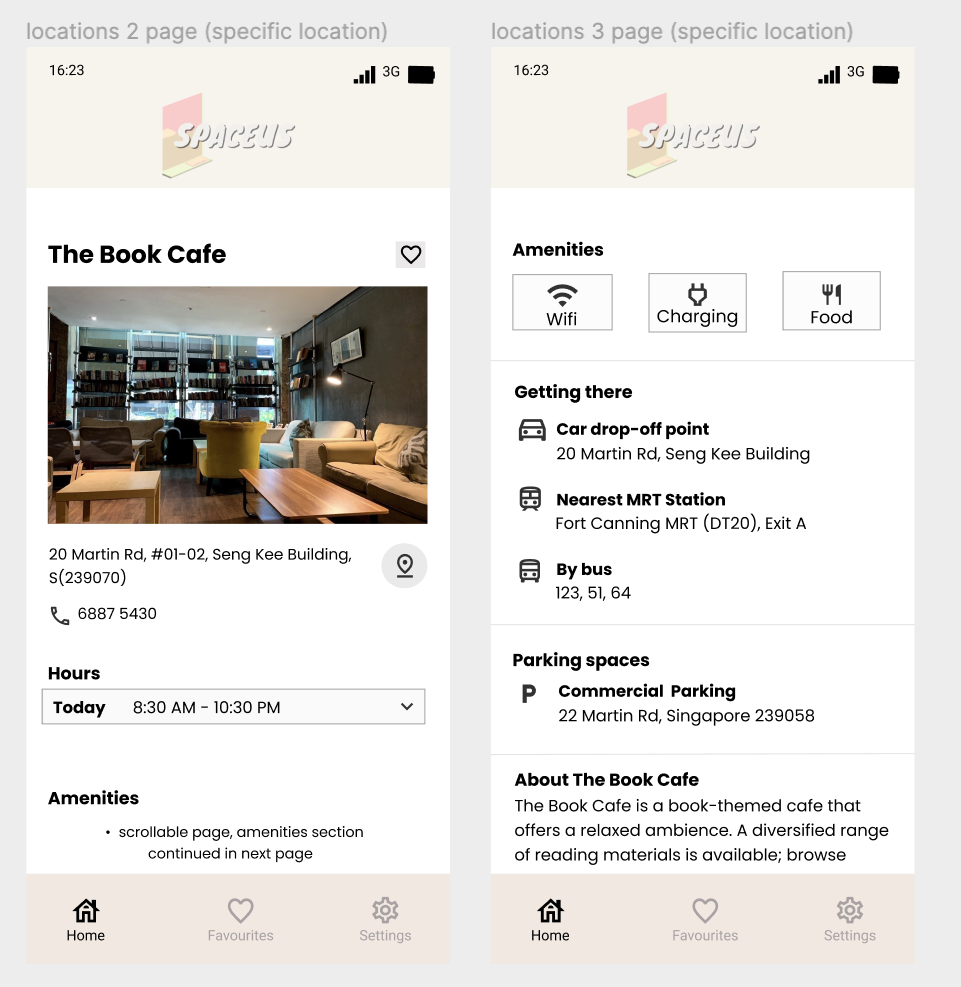 locations 2 page (specific location)
16:23
3G
SPACEUS
The Book Cafe
20 Martin Rd, #01-02, Seng Kee Building,
S(239070)
6887 5430
Hours
Today 8:30 AM - 10:30 PM
Amenities
• scrollable page, amenities section
continued in next page
Home Favourites Settings
locations 3 page (specific location)
16:23
3G
SPACEUS
Amenities
Wifi Charging Food
Getting there
Car drop-off point
20 Martin Rd, Seng Kee Building
Nearest MRT Station
Fort Canning MRT (DT20), Exit A
By bus
123, 51, 64
Parking spaces
P Commercial Parking
22 Martin Rd, Singapore 239058
About The Book Cafe
The Book Cafe is a book-themed cafe that
offers a relaxed ambience. A diversified range
of reading materials is available; browse
Home Favourites Settings